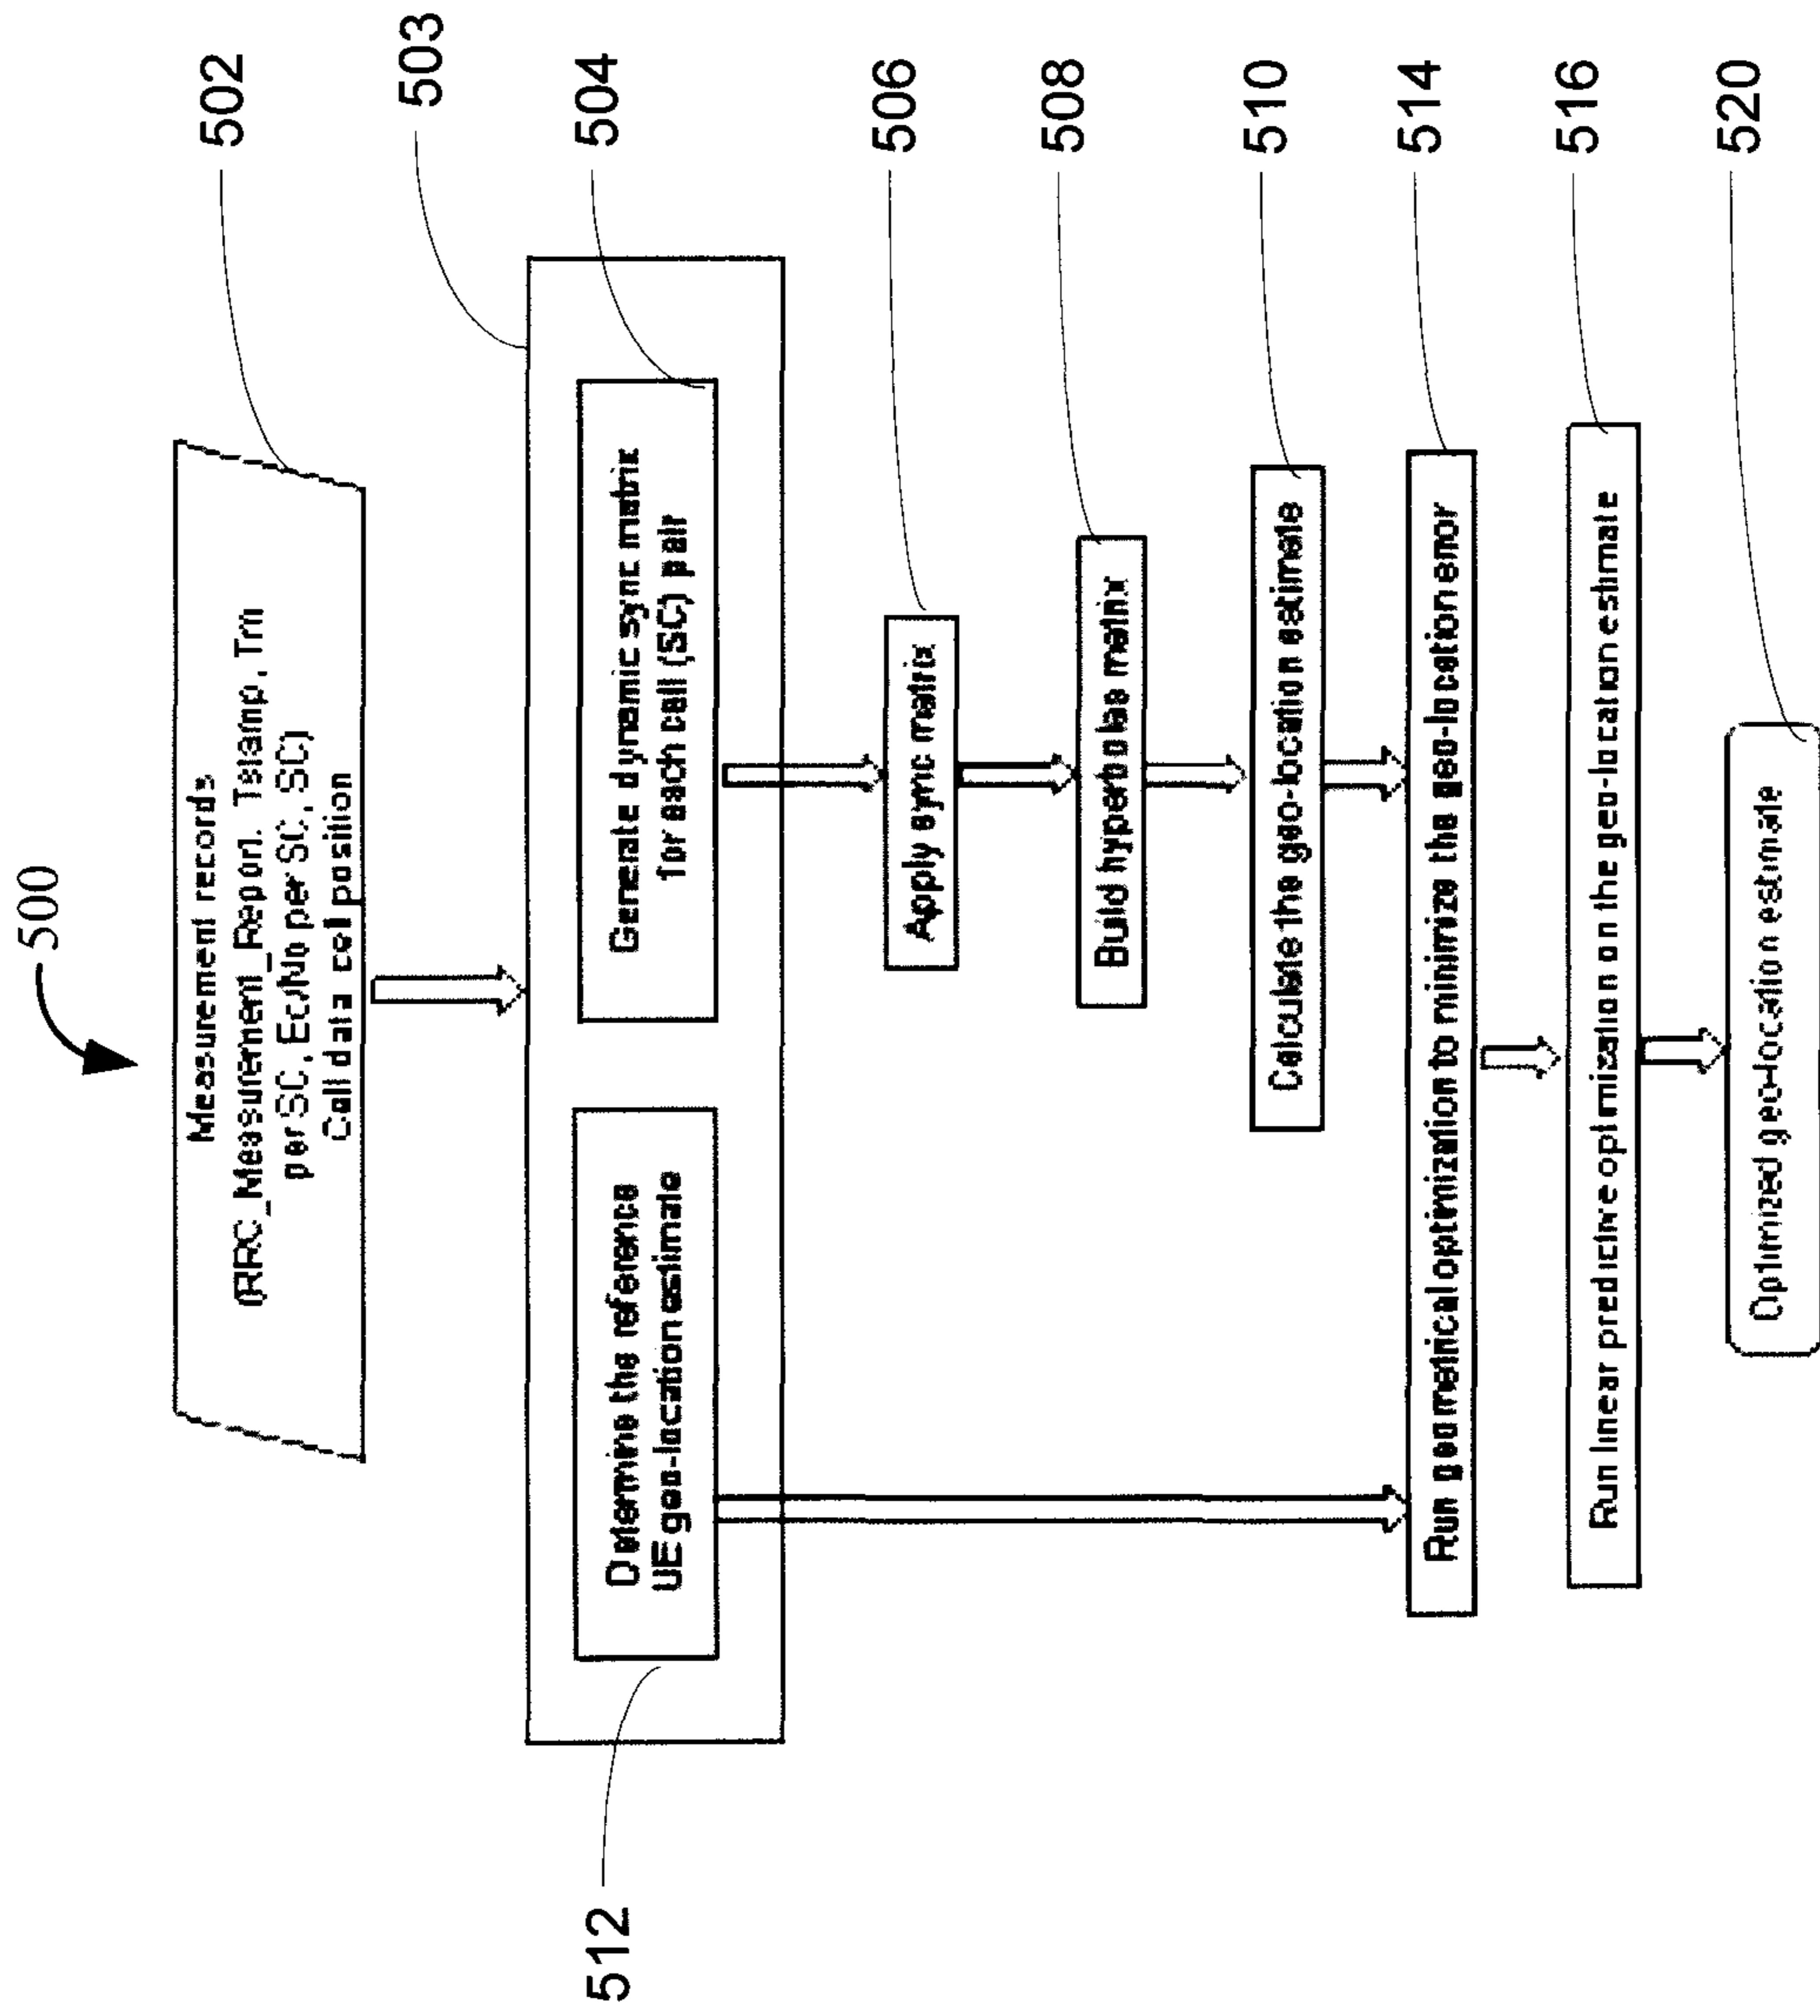 500
Measurement records
(RRC_Measurement_Report. Tstamp, Tm
per SC, Ec/No per SC, SC)
Call data cell position
502
503
Determine the reference
UE geo-location estimate
512
Generate dynamic sync matrix
for each cell (SC) pair
504
Apply sync matrix
506
Build hyperbolas matrix
508
Calculate the geo-location estimate
510
Run geometrical optimization to minimize the geo-location error
514
Run linear predictive optimization on the geo-location estimate
516
Optimized geo-location estimate
520